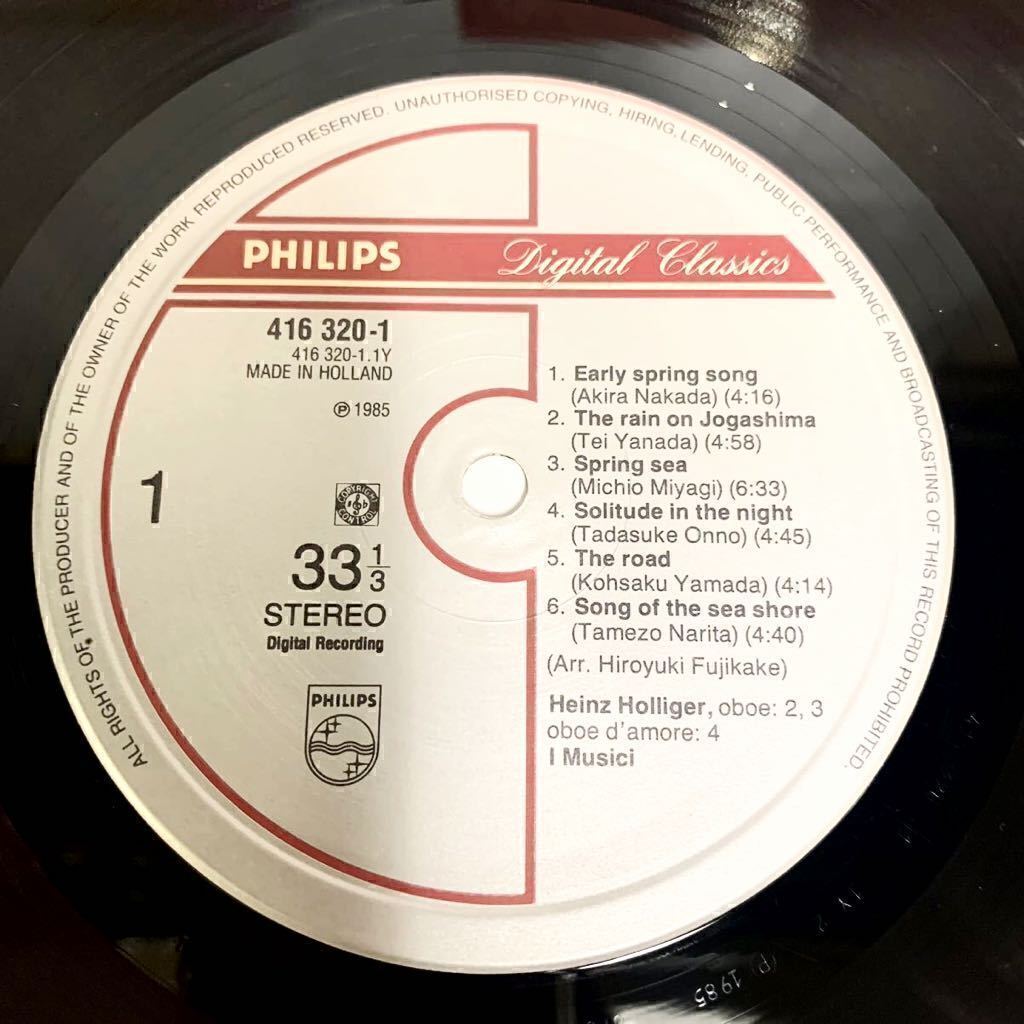 ALL RIGHTS OF THE PRODUCER AND OF THE OWNER OF THE WORK REPRODUCED RESERVED. UNAUTHORISED COPYING, HIRING, LENDING, PUBLIC PERFORMANCE AND BROADCASTING OF THIS RECORD PROHIBITED.
PHILIPS Digital Classics
416 320-1
416 320-1.1Y
MADE IN HOLLAND
℗ 1985
1
COPYRIGHT
CONTROL
33 1/3
STEREO
Digital Recording
PHILIPS
1. Early spring song
(Akira Nakada) (4:16)
2. The rain on Jogashima
(Tei Yanada) (4:58)
3. Spring sea
(Michio Miyagi) (6:33)
4. Solitude in the night
(Tadasuke Onno) (4:45)
5. The road
(Kohsaku Yamada) (4:14)
6. Song of the sea shore
(Tamezo Narita) (4:40)
(Arr. Hiroyuki Fujikake)
Heinz Holliger, oboe: 2, 3
oboe d'amore: 4
I Musici
(P) 1985